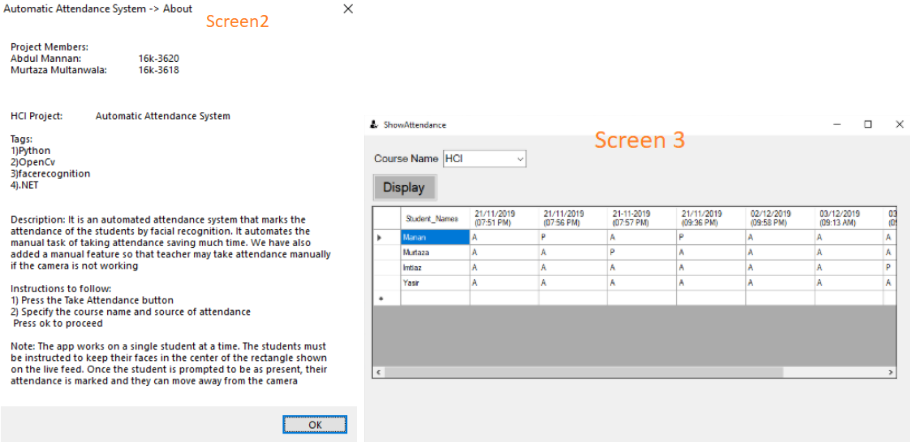 Automatic Attendance System -> About
Screen2
Project Members:
Abdul Mannan: 16k-3620
Murtaza Multanwala: 16k-3618
HCI Project: Automatic Attendance System
Tags:
1)Python
2)OpenCv
3)facerecognition
4).NET
Description: It is an automated attendance system that marks the
attendance of the students by facial recognition. It automates the
manual task of taking attendance saving much time. We have also
added a manual feature so that teacher may take attendance manually
if the camera is not working
Instructions to follow:
1) Press the Take Attendance button
2) Specify the course name and source of attendance
Press ok to proceed
Note: The app works on a single student at a time. The students must
be instructed to keep their faces in the center of the rectangle shown
on the live feed. Once the student is prompted to be as present, their
attendance is marked and they can move away from the camera
OK
ShowAttendance
Screen 3
Course Name HCI
Display
Student_Names 21/11/2019 (07:51 PM) 21/11/2019 (07:56 PM) 21-11-2019 (07:57 PM) 21/11/2019 (09:36 PM) 02/12/2019 (09:58 PM) 03/12/2019 (09:13 AM) 03
Manan A P A P A A A
Murtaza A A P A A A A
Imtiaz A A A A A A P
Yasir A A A A A A A